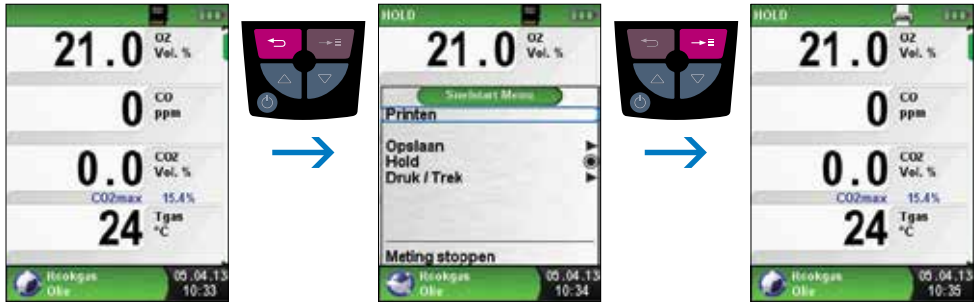 21.0 O2 Vol. %
0 CO ppm
0.0 CO2 Vol. %
CO2max 15.4%
24 Tgas °C
Rookgas 05.04.13
Olie 10:33
HOLD
21.0 O2 Vol. %
Snelstart Menu
Printen
Opslaan
Hold
Druk / Trek
Meting stoppen
Rookgas 05.04.13
Olie 10:34
HOLD
21.0 O2 Vol. %
0 CO ppm
0.0 CO2 Vol. %
CO2max 15.4%
24 Tgas °C
Rookgas 05.04.13
Olie 10:35